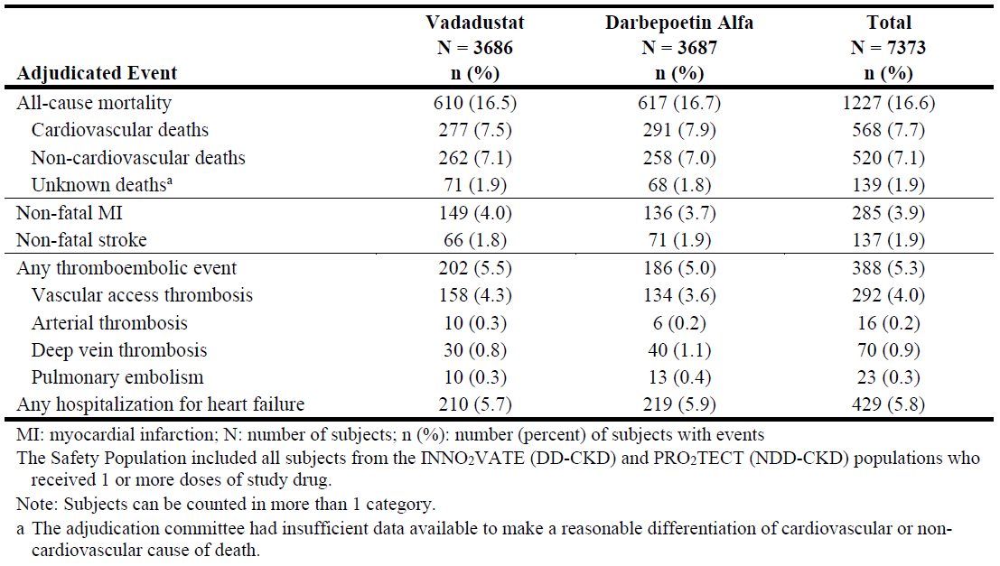 Vadadustat Darbepoetin Alfa Total
N = 3686 N = 3687 N = 7373
Adjudicated Event n (%) n (%) n (%)
All-cause mortality 610 (16.5) 617 (16.7) 1227 (16.6)
Cardiovascular deaths 277 (7.5) 291 (7.9) 568 (7.7)
Non-cardiovascular deaths 262 (7.1) 258 (7.0) 520 (7.1)
Unknown deathsᵃ 71 (1.9) 68 (1.8) 139 (1.9)
Non-fatal MI 149 (4.0) 136 (3.7) 285 (3.9)
Non-fatal stroke 66 (1.8) 71 (1.9) 137 (1.9)
Any thromboembolic event 202 (5.5) 186 (5.0) 388 (5.3)
Vascular access thrombosis 158 (4.3) 134 (3.6) 292 (4.0)
Arterial thrombosis 10 (0.3) 6 (0.2) 16 (0.2)
Deep vein thrombosis 30 (0.8) 40 (1.1) 70 (0.9)
Pulmonary embolism 10 (0.3) 13 (0.4) 23 (0.3)
Any hospitalization for heart failure 210 (5.7) 219 (5.9) 429 (5.8)
MI: myocardial infarction; N: number of subjects; n (%): number (percent) of subjects with events
The Safety Population included all subjects from the INNO₂VATE (DD-CKD) and PRO₂TECT (NDD-CKD) populations who
received 1 or more doses of study drug.
Note: Subjects can be counted in more than 1 category.
a The adjudication committee had insufficient data available to make a reasonable differentiation of cardiovascular or non-
cardiovascular cause of death.